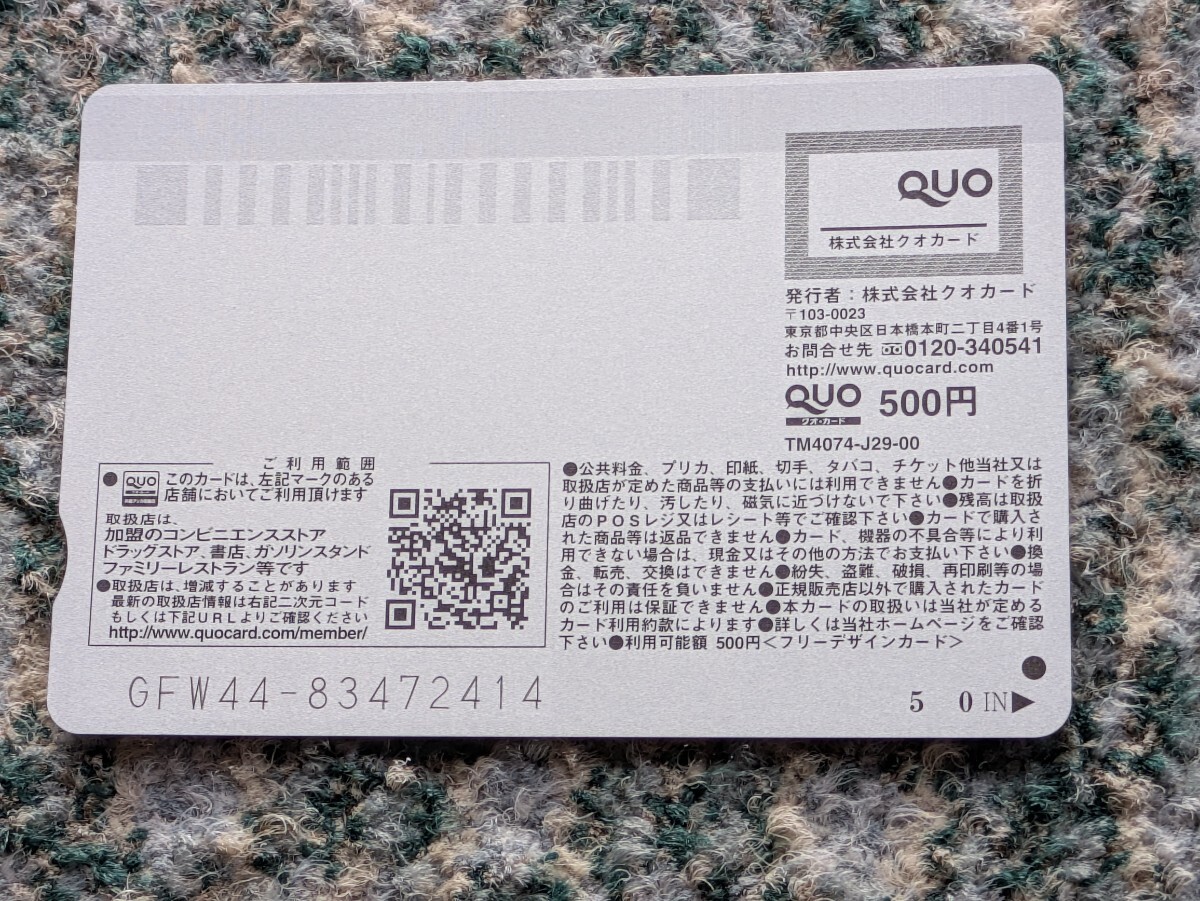 QUO
株式会社クオカード
発行者：株式会社クオカード
〒103-0023
東京都中央区日本橋本町二丁目4番1号
お問合せ先 0120-340541
http://www.quocard.com
QUO 500円
クオ・カード
TM4074-J29-00
ご利用範囲
●QUO このカードは、左記マークのある
店舗においてご利用頂けます
取扱店は、
加盟のコンビニエンスストア
ドラッグストア、書店、ガソリンスタンド
ファミリーレストラン等です
●取扱店は、増減することがあります
最新の取扱店情報は右記二次元コード
もしくは下記URLよりご確認ください
http://www.quocard.com/member/
●公共料金、プリカ、印紙、切手、タバコ、チケット他当社又は
取扱店が定めた商品等の支払いには利用できません●カードを折
り曲げたり、汚したり、磁気に近づけないで下さい●残高は取扱
店のPOSレジ又はレシート等でご確認下さい●カードで購入さ
れた商品等は返品できません●カード、機器の不具合等により利
用できない場合は、現金又はその他の方法でお支払い下さい●換
金、転売、交換はできません●紛失、盗難、破損、再印刷等の場
合はその責任を負いません●正規販売店以外で購入されたカード
のご利用は保証できません●本カードの取扱いは当社が定める
カード利用約款によります●詳しくは当社ホームページをご確認
下さい●利用可能額 500円＜フリーデザインカード＞
GFW44-83472414
5 0 IN▶